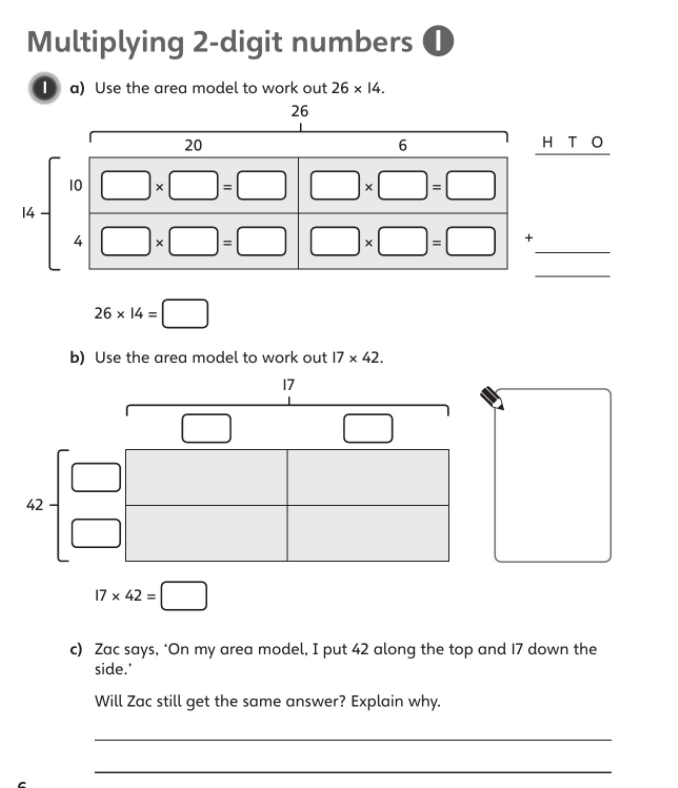 Multiplying 2-digit numbers 1
1 a) Use the area model to work out 26 × 14.
26
20 6
H T O
14
10 × = × =
4 × = × =
+
26 × 14 =
b) Use the area model to work out 17 × 42.
17
42
17 × 42 =
c) Zac says, ‘On my area model, I put 42 along the top and 17 down the
side.’
Will Zac still get the same answer? Explain why.